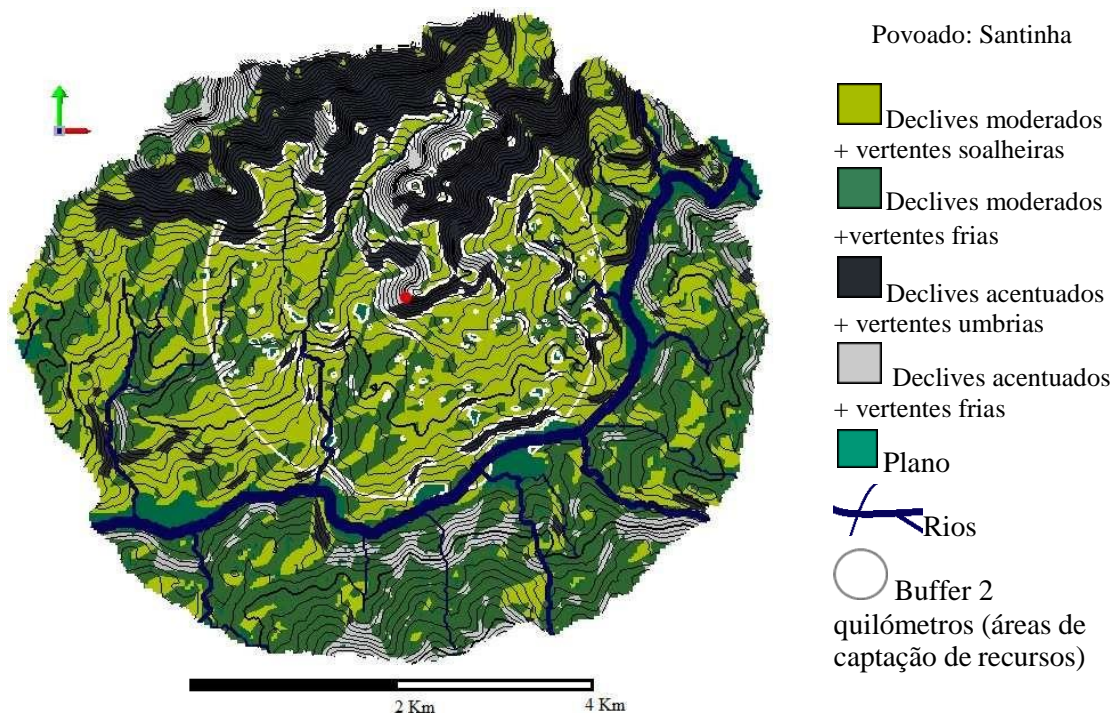 Povoado: Santinha
Declives moderados
+ vertentes soalheiras
Declives moderados
+vertentes frias
Declives acentuados
+ vertentes umbrias
Declives acentuados
+ vertentes frias
Plano
Rios
Buffer 2
quilómetros (áreas de
captação de recursos)
2 Km
4 Km